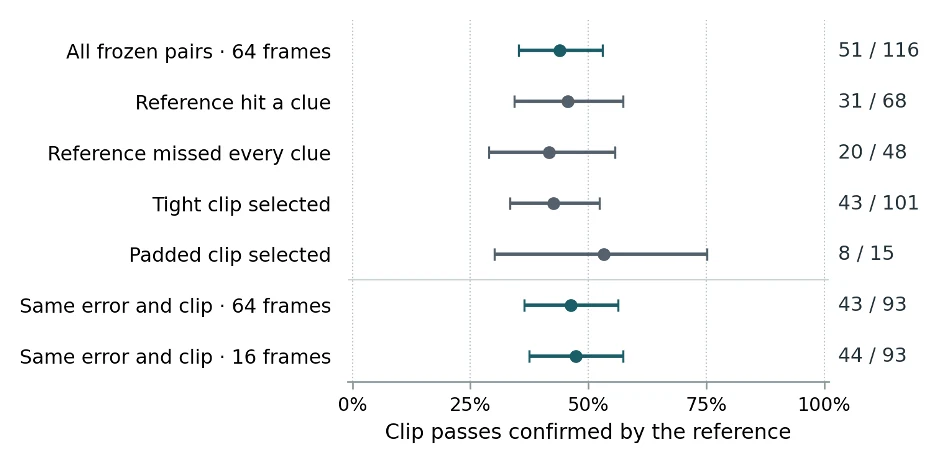 All frozen pairs · 64 frames 51 / 116
Reference hit a clue 31 / 68
Reference missed every clue 20 / 48
Tight clip selected 43 / 101
Padded clip selected 8 / 15
Same error and clip · 64 frames 43 / 93
Same error and clip · 16 frames 44 / 93
0% 25% 50% 75% 100%
Clip passes confirmed by the reference